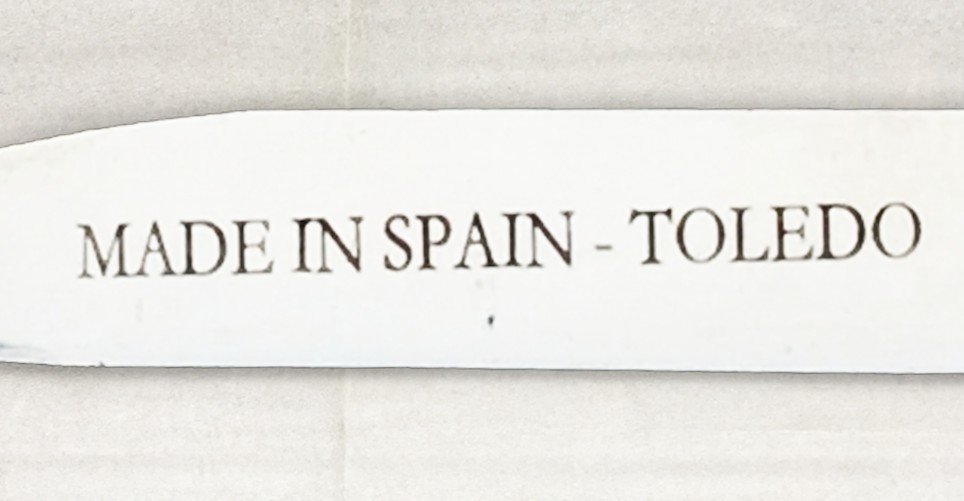 MADE IN SPAIN - TOLEDO